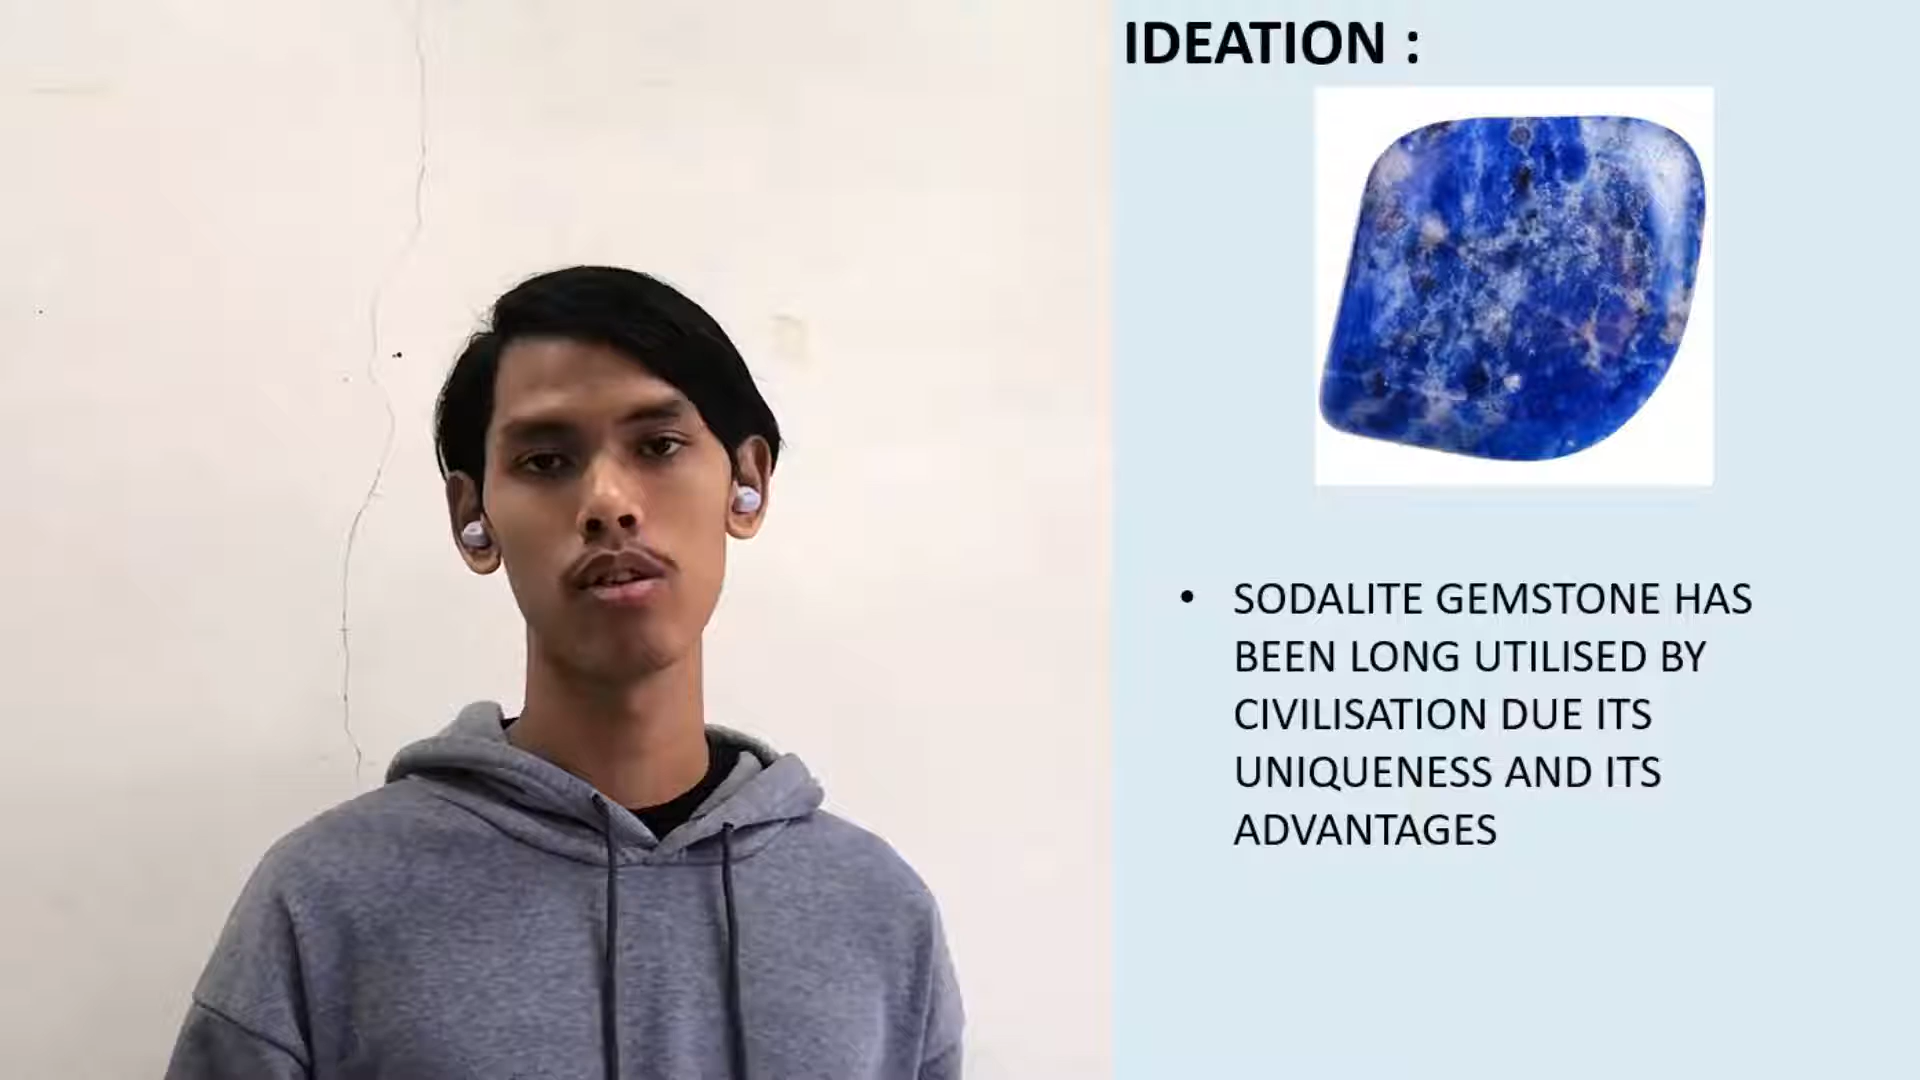 IDEATION :
• SODALITE GEMSTONE HAS
BEEN LONG UTILISED BY
CIVILISATION DUE ITS
UNIQUENESS AND ITS
ADVANTAGES